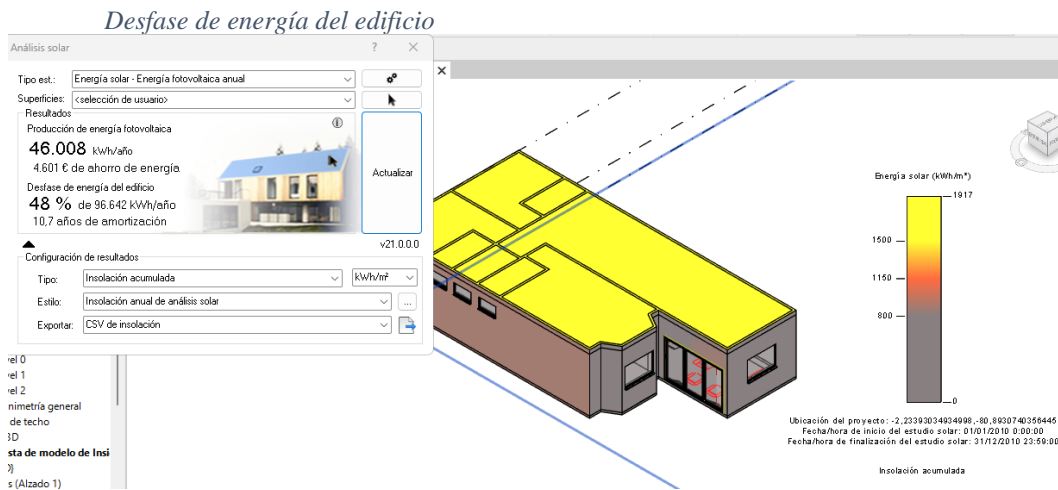 Desfase de energía del edificio
Análisis solar
?
Tipo est.: Energía solar - Energía fotovoltaica anual
Superficies: <selección de usuario>
Resultados
Producción de energía fotovoltaica
46.008 kWh/año
4.601 € de ahorro de energía
Desfase de energía del edificio
48 % de 96.642 kWh/año
10,7 años de amortización
Actualizar
v21.0.0.0
Configuración de resultados
Tipo: Insolación acumulada kWh/m²
Estilo: Insolación anual de análisis solar ...
Exportar: CSV de insolación
vel 0
vel 1
vel 2
nimetría general
de techo
3D
sta de modelo de Insi
s (Alzado 1)
Energía solar (kWh/m²)
1917
1500
1150
800
0
Ubicación del proyecto: -2,23393034934998,-80,8930740356445
Fecha/hora de inicio del estudio solar: 01/01/2010 0:00:00
Fecha/hora de finalización del estudio solar: 31/12/2010 23:59:00
Insolación acumulada